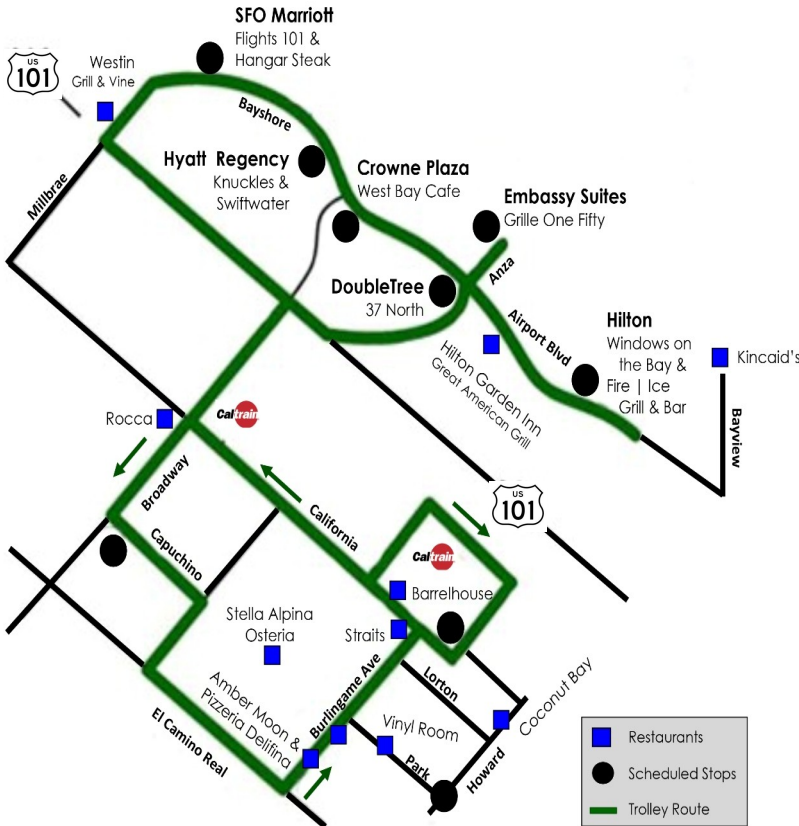 SFO Marriott
Flights 101 &
Hangar Steak
US
101
Westin
Grill & Vine
Bayshore
Hyatt Regency
Knuckles &
Swiftwater
Crowne Plaza
West Bay Cafe
Embassy Suites
Grille One Fifty
Millbrae
Anza
DoubleTree
37 North
Airport Blvd
Hilton
Windows on
the Bay &
Fire | Ice
Grill & Bar
Kincaid's
Hilton Garden Inn
Great American Grill
Bayview
Rocca
Caltrain
Broadway
California
US
101
Capuchino
Caltrain
Barrelhouse
Stella Alpina
Osteria
Straits
Burlingame Ave
Lorton
Coconut Bay
Amber Moon &
Pizzeria Delifina
Vinyl Room
El Camino Real
Park
Howard
Restaurants
Scheduled Stops
Trolley Route